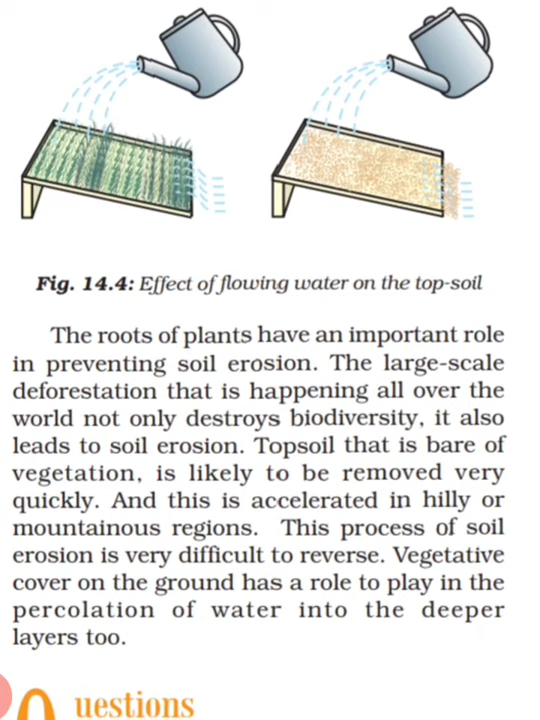 Fig. 14.4: Effect of flowing water on the top-soil
The roots of plants have an important role
in preventing soil erosion. The large-scale
deforestation that is happening all over the
world not only destroys biodiversity, it also
leads to soil erosion. Topsoil that is bare of
vegetation, is likely to be removed very
quickly. And this is accelerated in hilly or
mountainous regions. This process of soil
erosion is very difficult to reverse. Vegetative
cover on the ground has a role to play in the
percolation of water into the deeper
layers too.
Questions